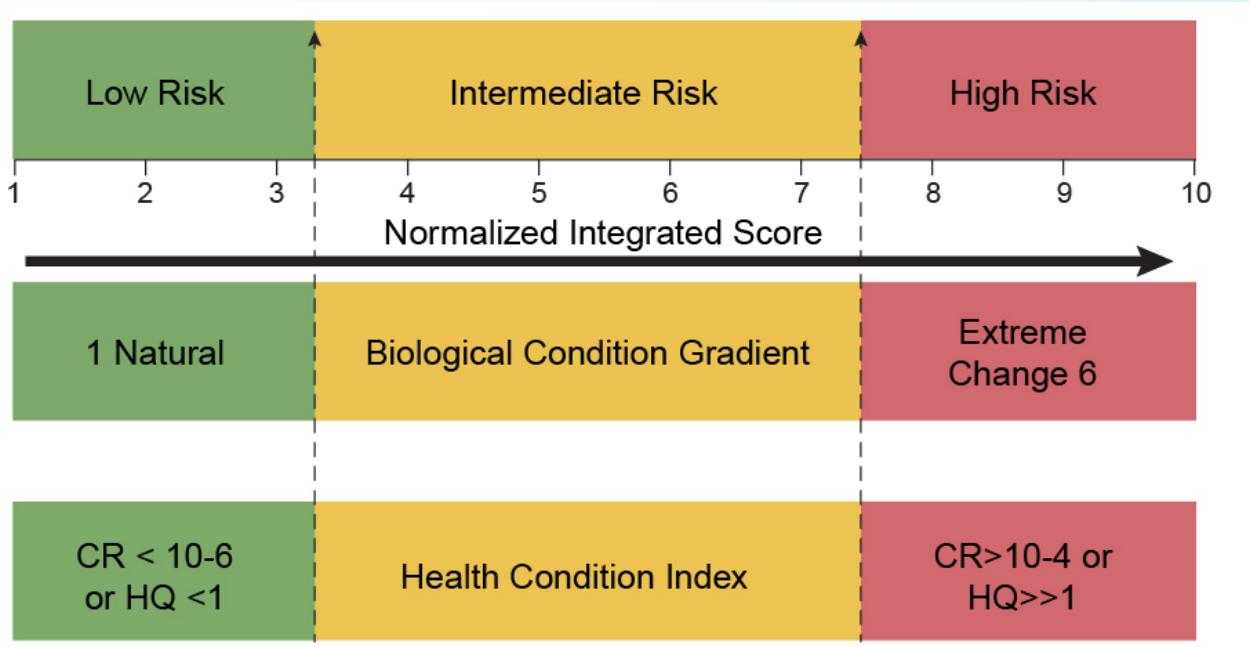 Low Risk
Intermediate Risk
High Risk
1 2 3 4 5 6 7 8 9 10
Normalized Integrated Score
1 Natural
Biological Condition Gradient
Extreme
Change 6
CR < 10-6
or HQ <1
Health Condition Index
CR>10-4 or
HQ>>1